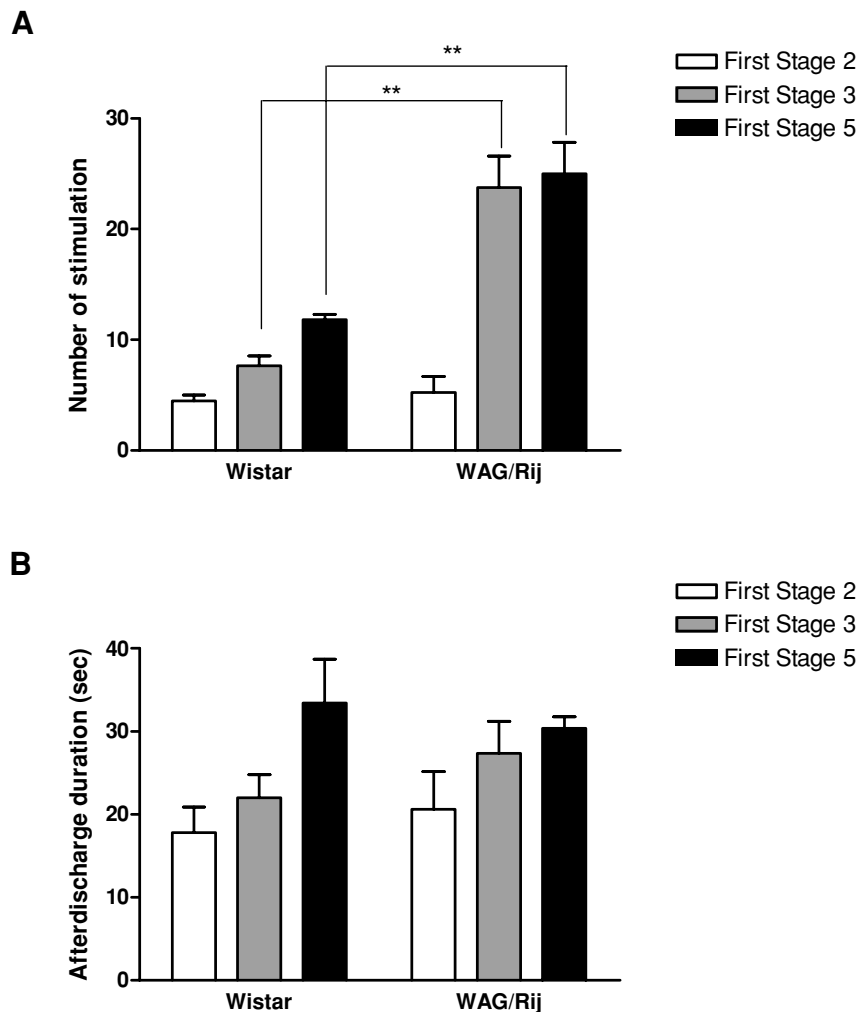 A
**
**
First Stage 2
First Stage 3
First Stage 5
Number of stimulation
30
20
10
0
Wistar
WAG/Rij
B
First Stage 2
First Stage 3
First Stage 5
Afterdischarge duration (sec)
40
30
20
10
0
Wistar
WAG/Rij